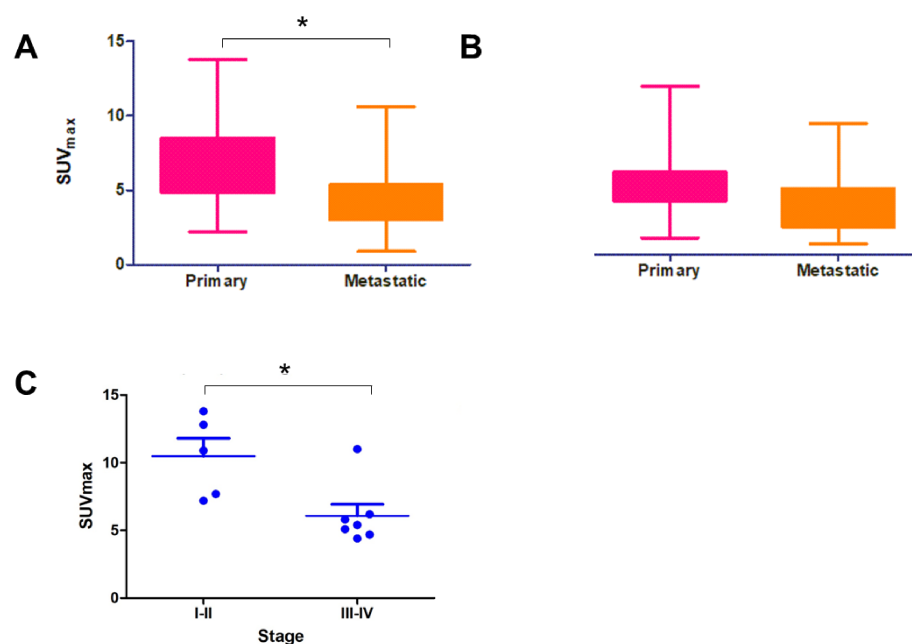 A
*
15
10
5
0
SUVmax
Primary Metastatic
B
Primary Metastatic
C
*
15
10
5
0
SUVmax
I-II III-IV
Stage